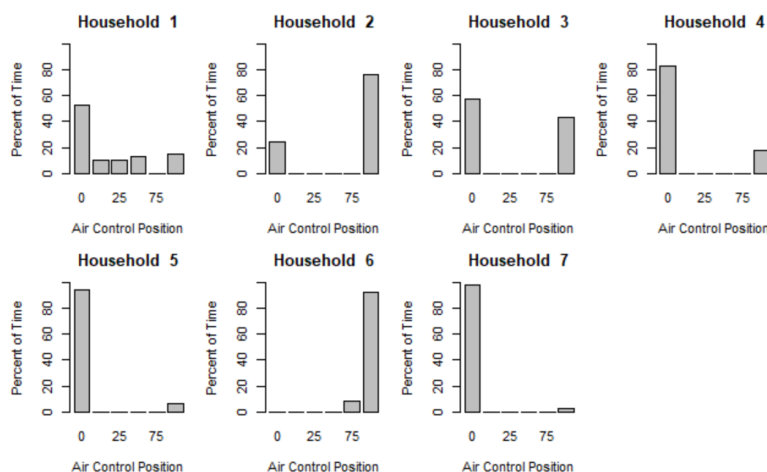 Household 1
Percent of Time
0 20 40 60 80
0 25 75
Air Control Position
Household 2
Percent of Time
0 20 40 60 80
0 25 75
Air Control Position
Household 3
Percent of Time
0 20 40 60 80
0 25 75
Air Control Position
Household 4
Percent of Time
0 20 40 60 80
0 25 75
Air Control Position
Household 5
Percent of Time
0 20 40 60 80
0 25 75
Air Control Position
Household 6
Percent of Time
0 20 40 60 80
0 25 75
Air Control Position
Household 7
Percent of Time
0 20 40 60 80
0 25 75
Air Control Position